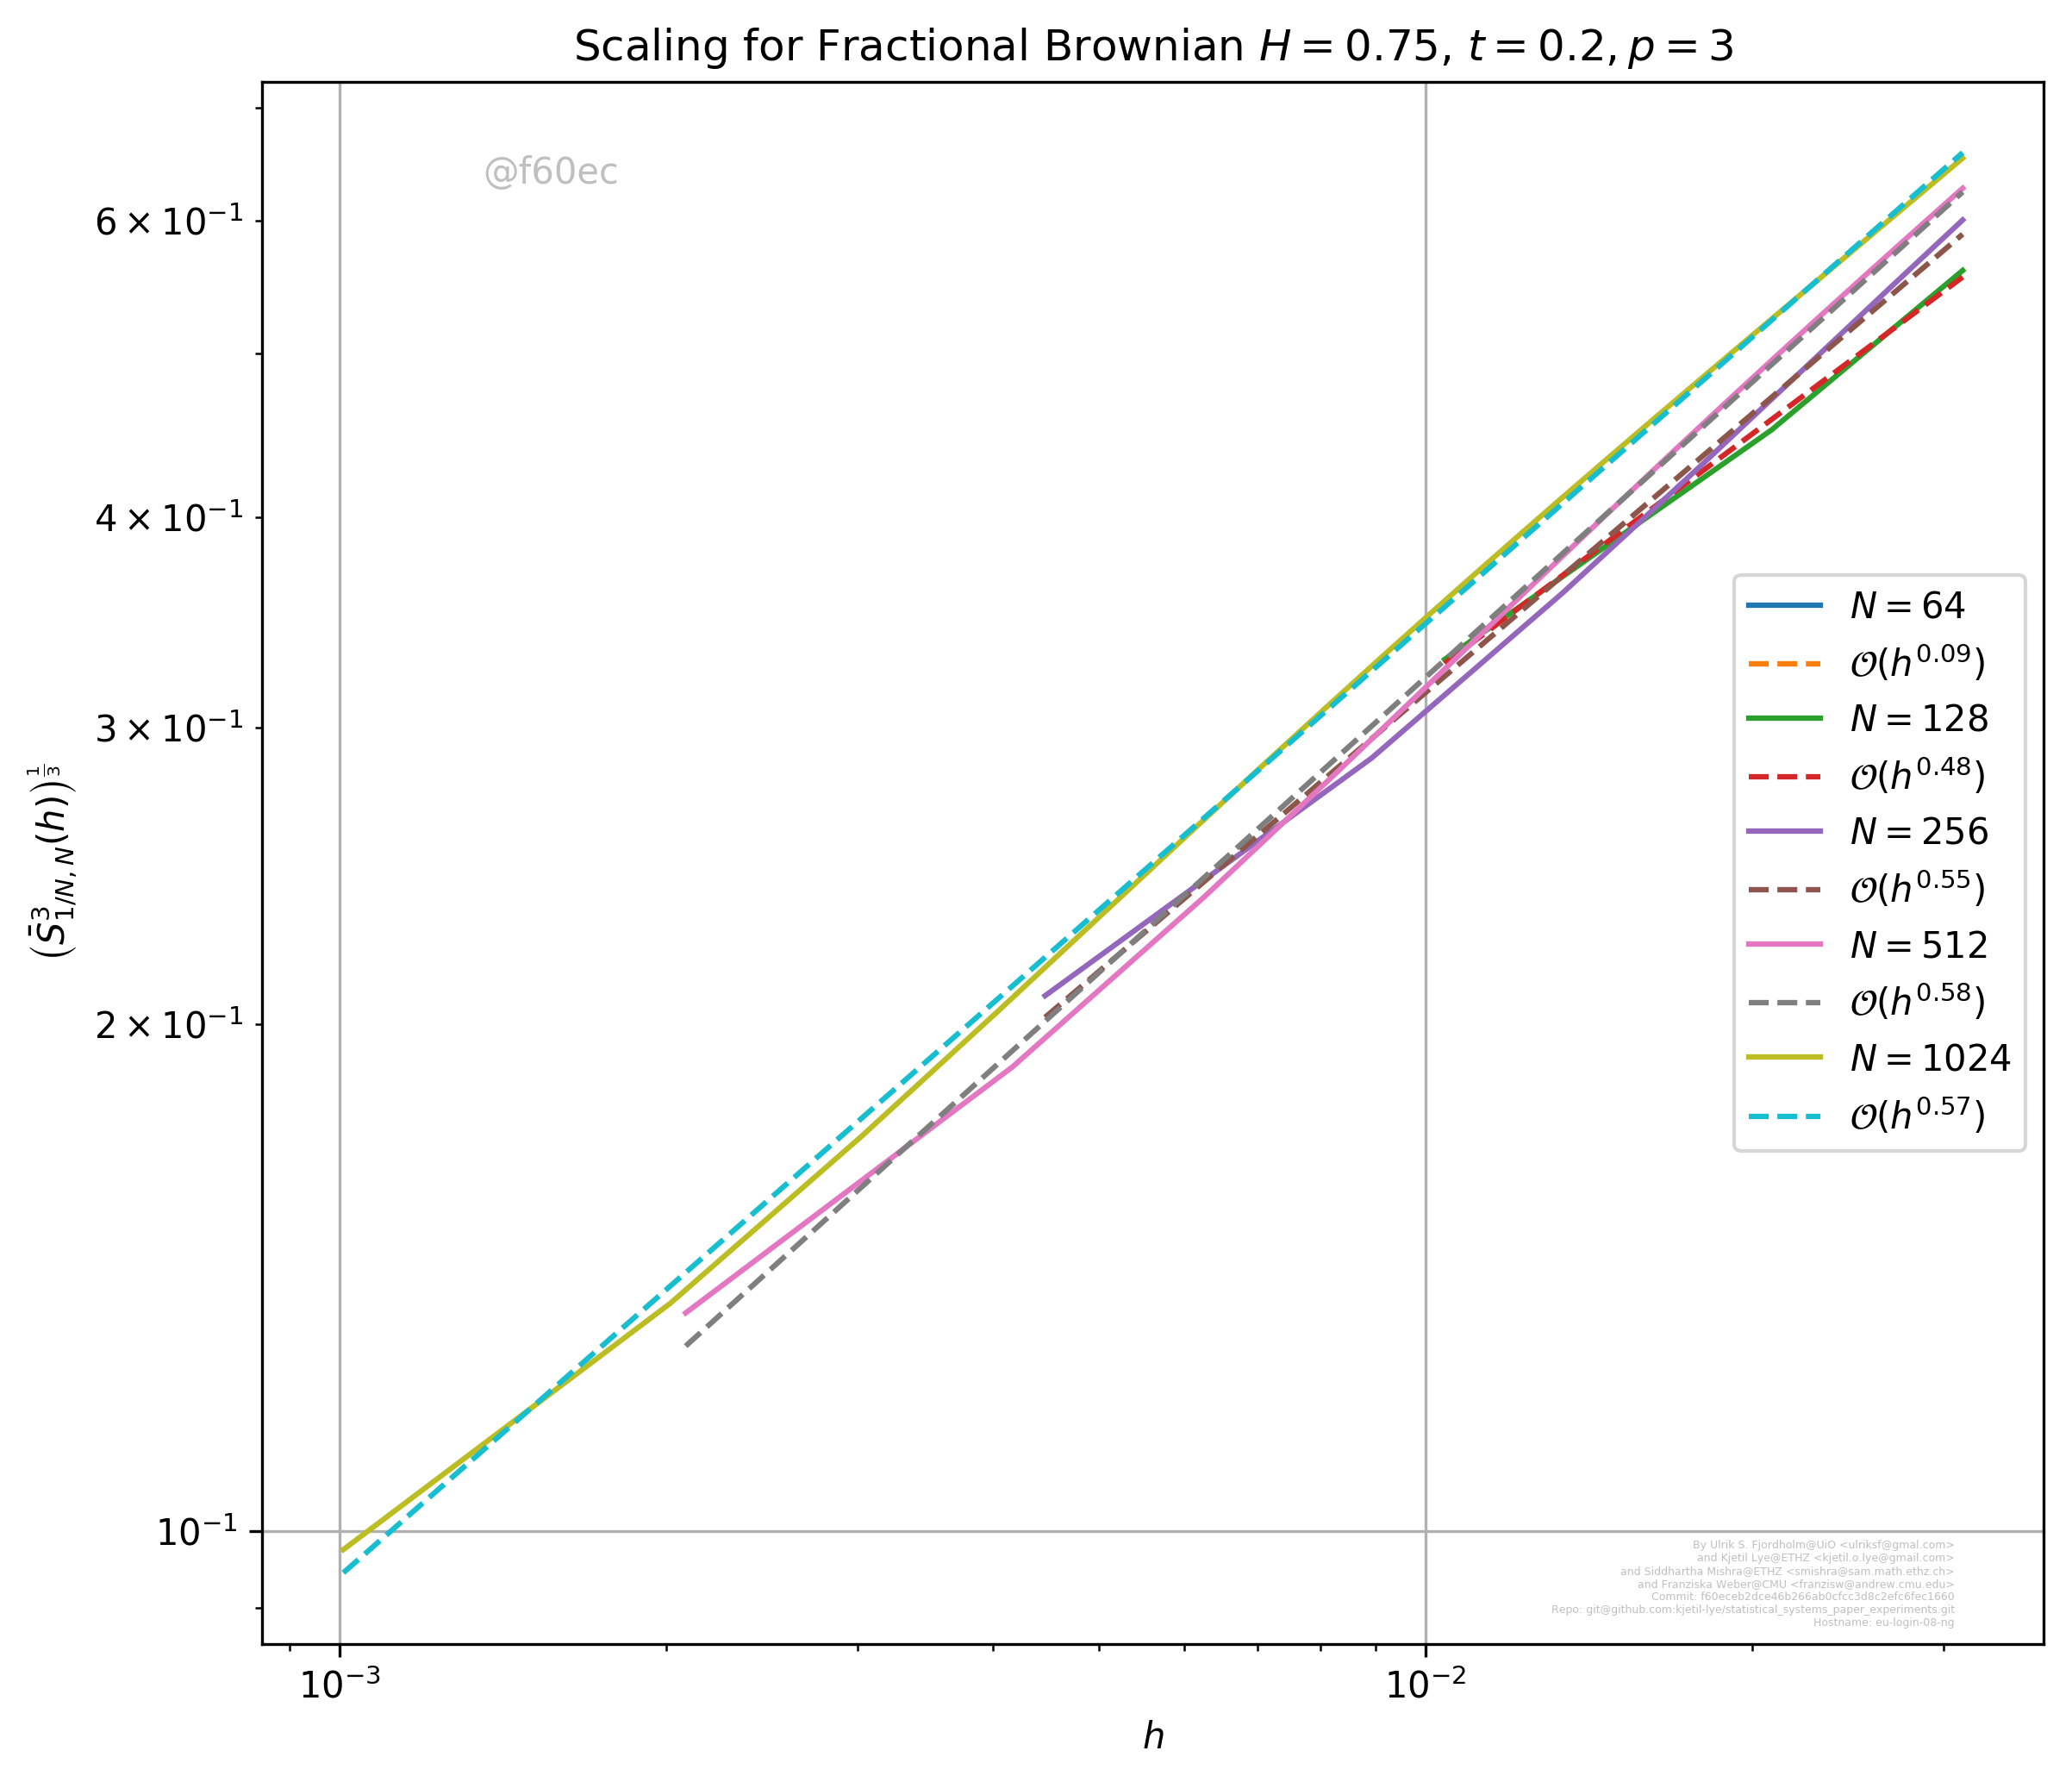 Scaling for Fractional Brownian H = 0.75, t = 0.2, p = 3
@f60ec
6 × 10⁻¹
4 × 10⁻¹
3 × 10⁻¹
2 × 10⁻¹
10⁻¹
(S̄³₁/N, N(h))^(1/3)
N = 64
𝒪(h^0.09)
N = 128
𝒪(h^0.48)
N = 256
𝒪(h^0.55)
N = 512
𝒪(h^0.58)
N = 1024
𝒪(h^0.57)
By Ulrik S. Fjordholm@UiO <ulriksf@gmal.com>
and Kjetil Lye@ETHZ <kjetil.o.lye@gmail.com>
and Siddhartha Mishra@ETHZ <smishra@sam.math.ethz.ch>
and Franziska Weber@CMU <franzisw@andrew.cmu.edu>
Commit: f60eceb2dce46b266ab0cfcc3d8c2efc6fec1660
Repo: git@github.com:kjetil-lye/statistical_systems_paper_experiments.git
Hostname: eu-login-08-ng
10⁻³
10⁻²
h